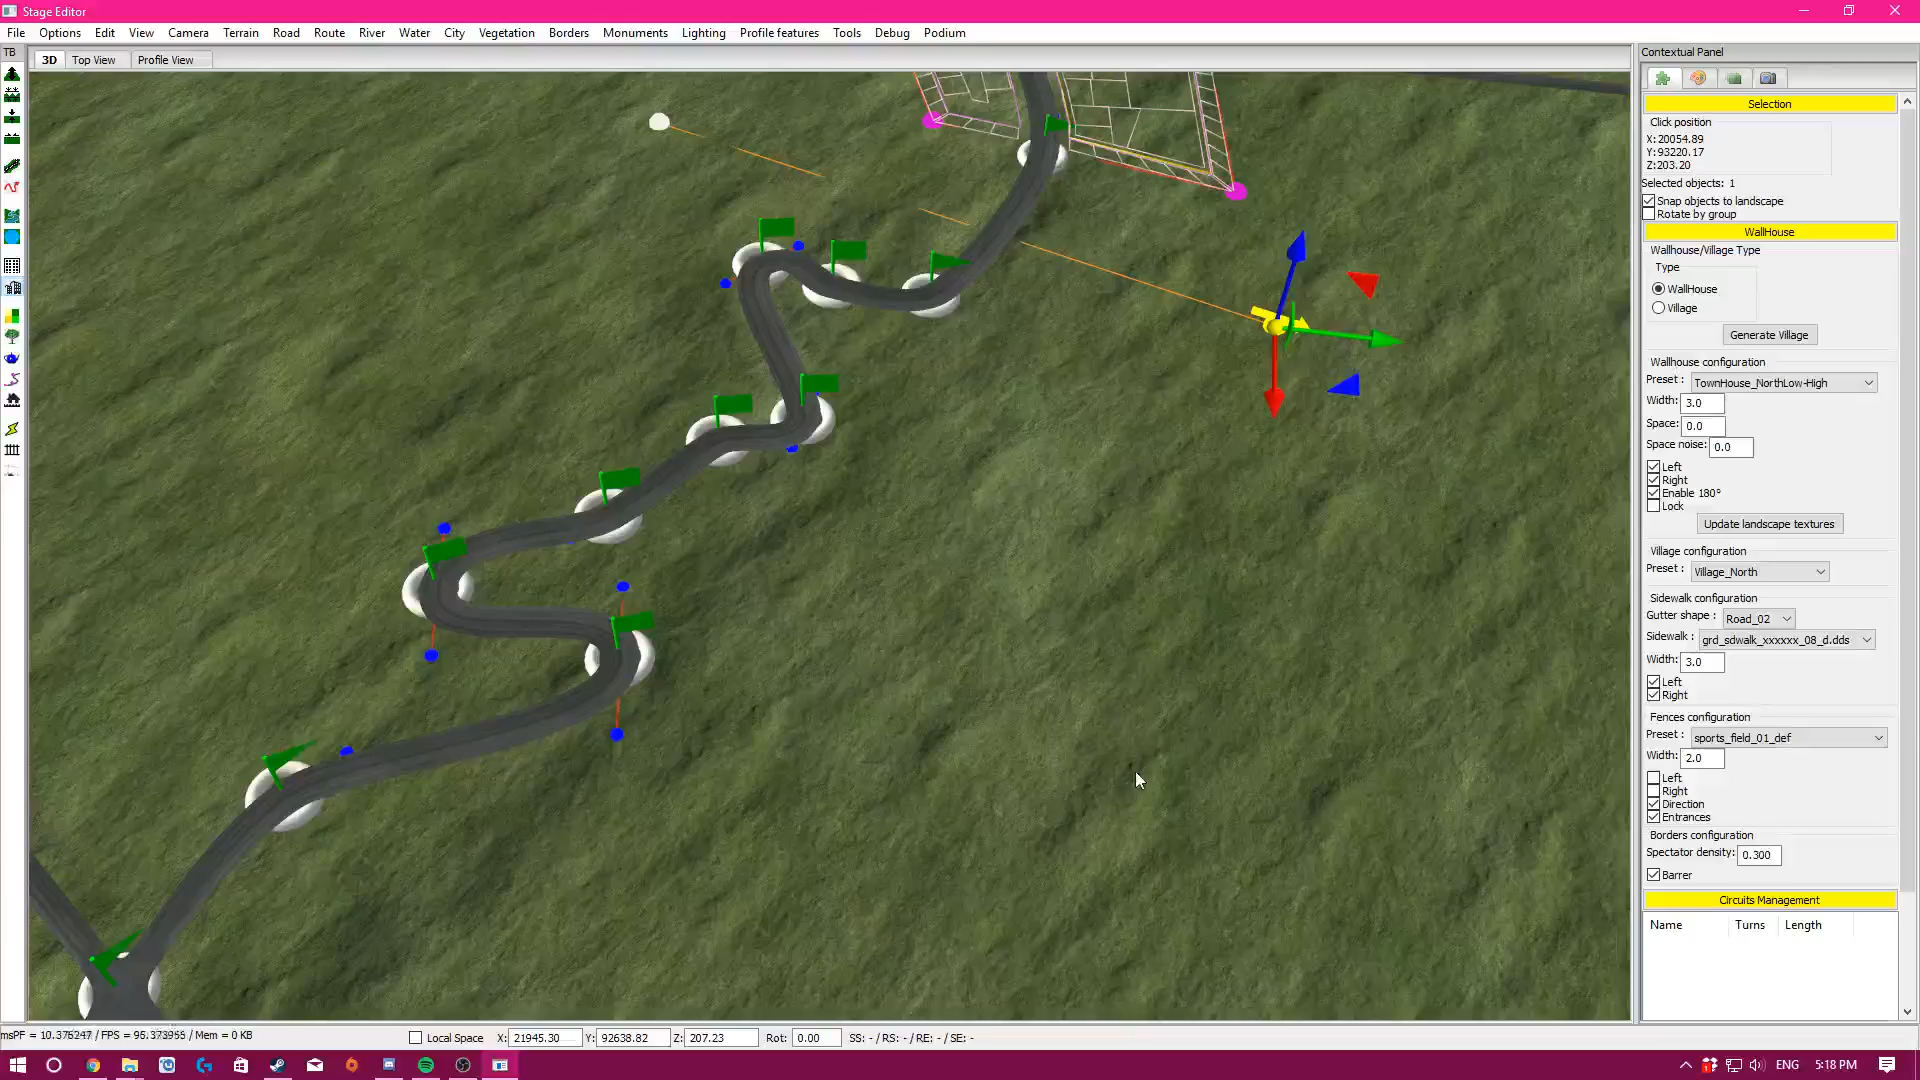 Stage Editor
File Options Edit View Camera Terrain Road Route River Water City Vegetation Borders Monuments Lighting Profile features Tools Debug Podium
TB
3D Top View Profile View
Contextual Panel
Selection
Click position
X:20054.89
Y:93220.17
Z:203.20
Selected objects: 1
Snap objects to landscape
Rotate by group
WallHouse
Wallhouse/Village Type
Type
WallHouse
Village
Generate Village
Wallhouse configuration
Preset : TownHouse_NorthLow-High
Width: 3.0
Space: 0.0
Space noise: 0.0
Left
Right
Enable 180°
Lock
Update landscape textures
Village configuration
Preset : Village_North
Sidewalk configuration
Gutter shape : Road_02
Sidewalk : grd_sdwalk_xxxxxx_08_d.dds
Width: 3.0
Left
Right
Fences configuration
Preset : sports_field_01_def
Width: 2.0
Left
Right
Direction
Entrances
Borders configuration
Spectator density: 0.300
Barrer
Circuits Management
Name Turns Length
msPF = 10.376247 / FPS = 96.373966 / Mem = 0 KB
Local Space X: 21945.30 Y: 92638.82 Z: 207.23 Rot: 0.00 SS: - / RS: - / RE: - / SE: -
ENG 5:18 PM